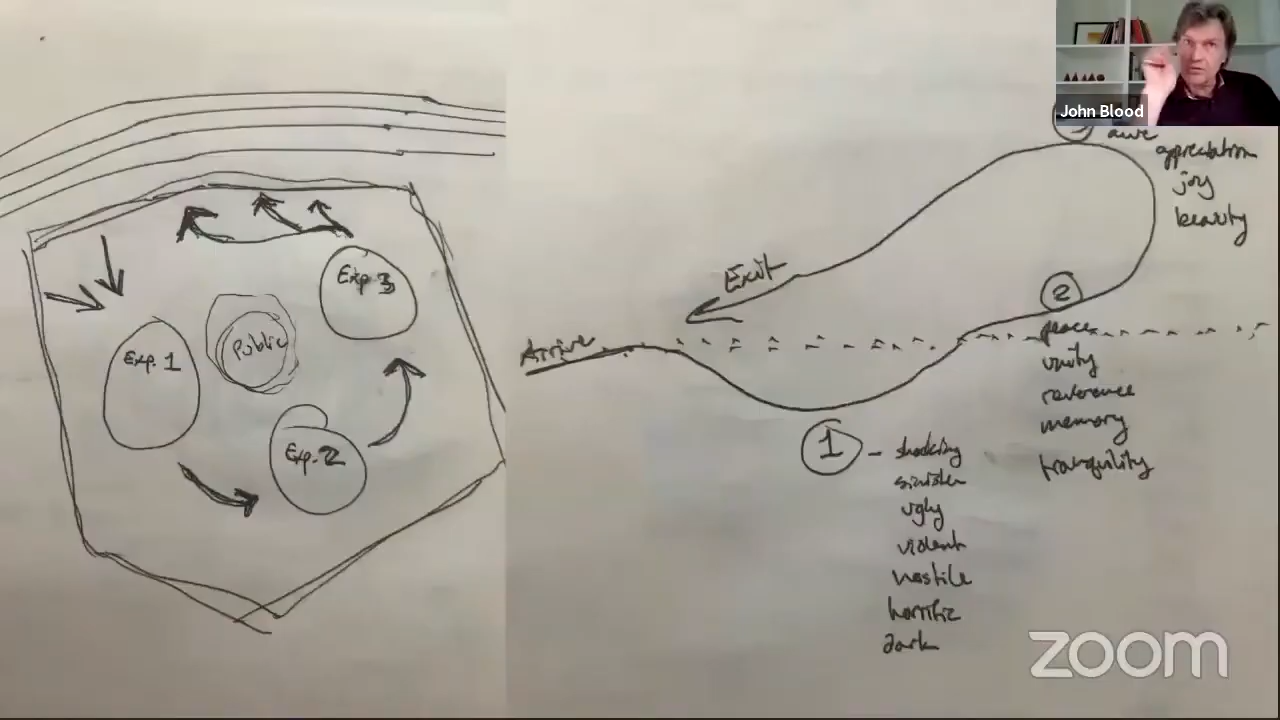 John Blood
Exp. 1
Public
Exp. 2
Exp. 3
Arrive
Exit
awe
appreciation
joy
beauty
2
peace
unity
reverence
memory
tranquility
1 - shocking
sinister
ugly
violent
hostile
horrific
dark
zoom